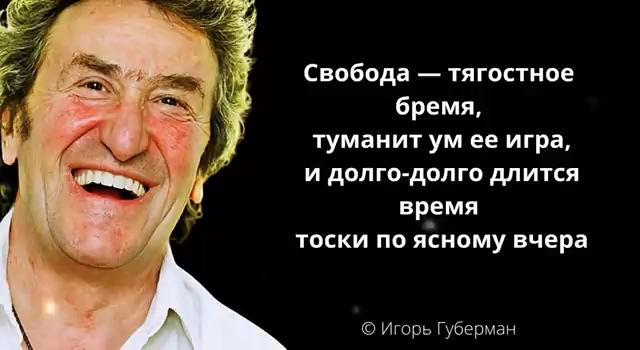 Свобода — тягостное
бремя,
туманит ум ее игра,
и долго-долго длится
время
тоски по ясному вчера
© Игорь Губерман